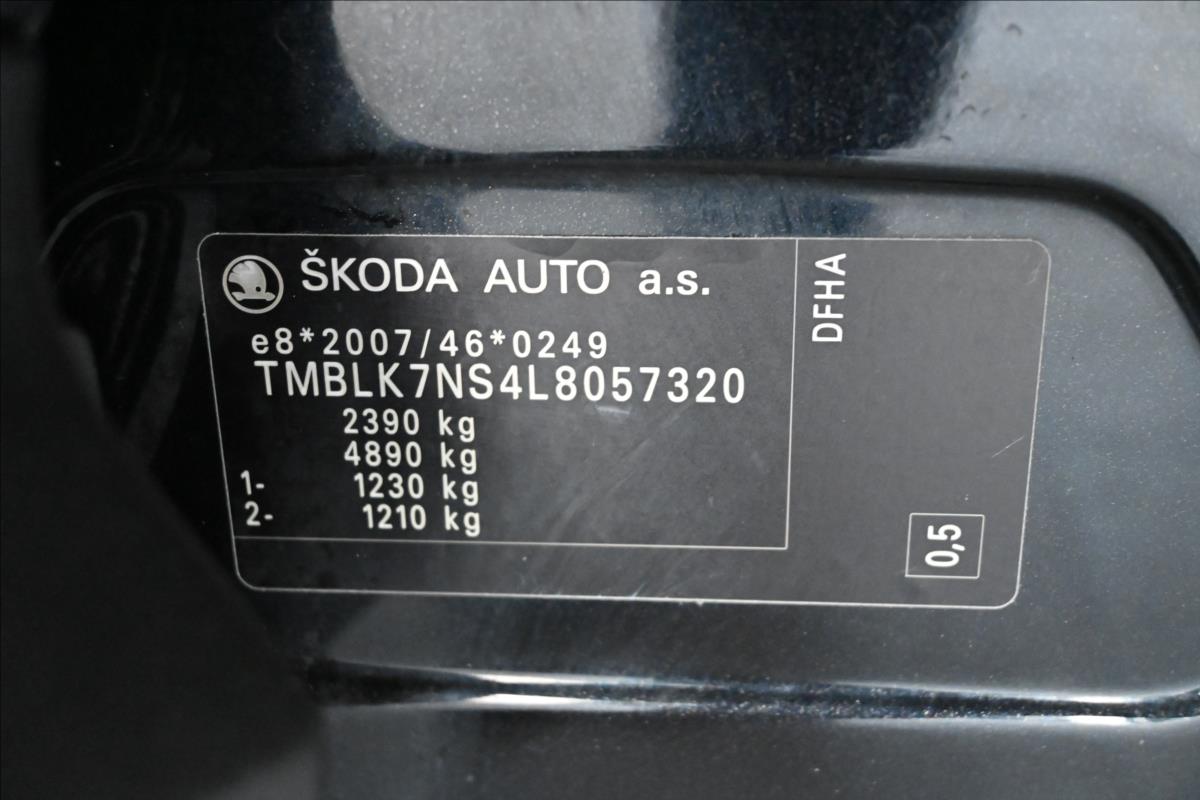 ŠKODA AUTO a.s.
e8*2007/46*0249
TMBLK7NS4L8057320
2390 kg
4890 kg
1- 1230 kg
2- 1210 kg
DFHA
0,5